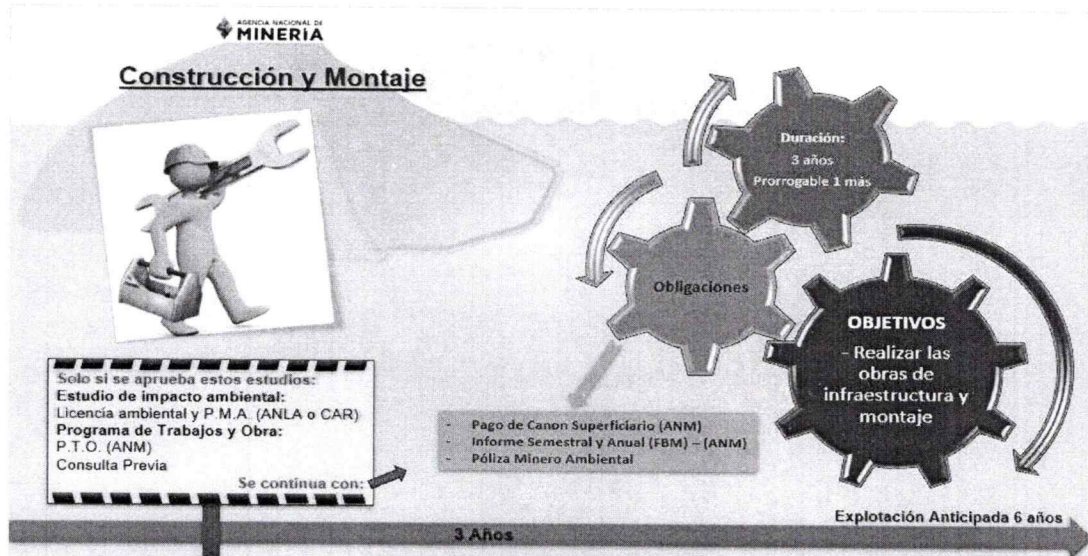 AGENCIA NACIONAL DE
MINERÍA
Construcción y Montaje
Duración:
3 años
Prorrogable 1 más
Obligaciones
OBJETIVOS
- Realizar las
obras de
infraestructura y
montaje
Solo si se aprueba estos estudios:
Estudio de impacto ambiental:
Licencia ambiental y P.M.A. (ANLA o CAR)
Programa de Trabajos y Obra:
P.T.O. (ANM)
Consulta Previa
Se continua con:
- Pago de Canon Superficiario (ANM)
- Informe Semestral y Anual (FBM) – (ANM)
- Póliza Minero Ambiental
Explotación Anticipada 6 años
3 Años